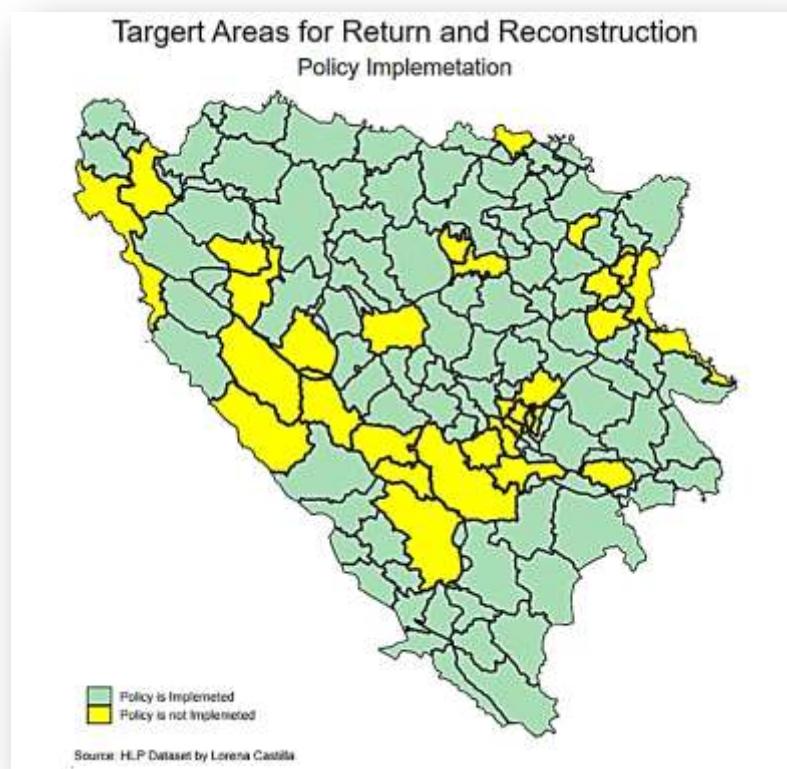 Targert Areas for Return and Reconstruction
Policy Implemetation
Policy is Implemeted
Policy is not Implemeted
Source: HLP Dataset by Lorena Castilla